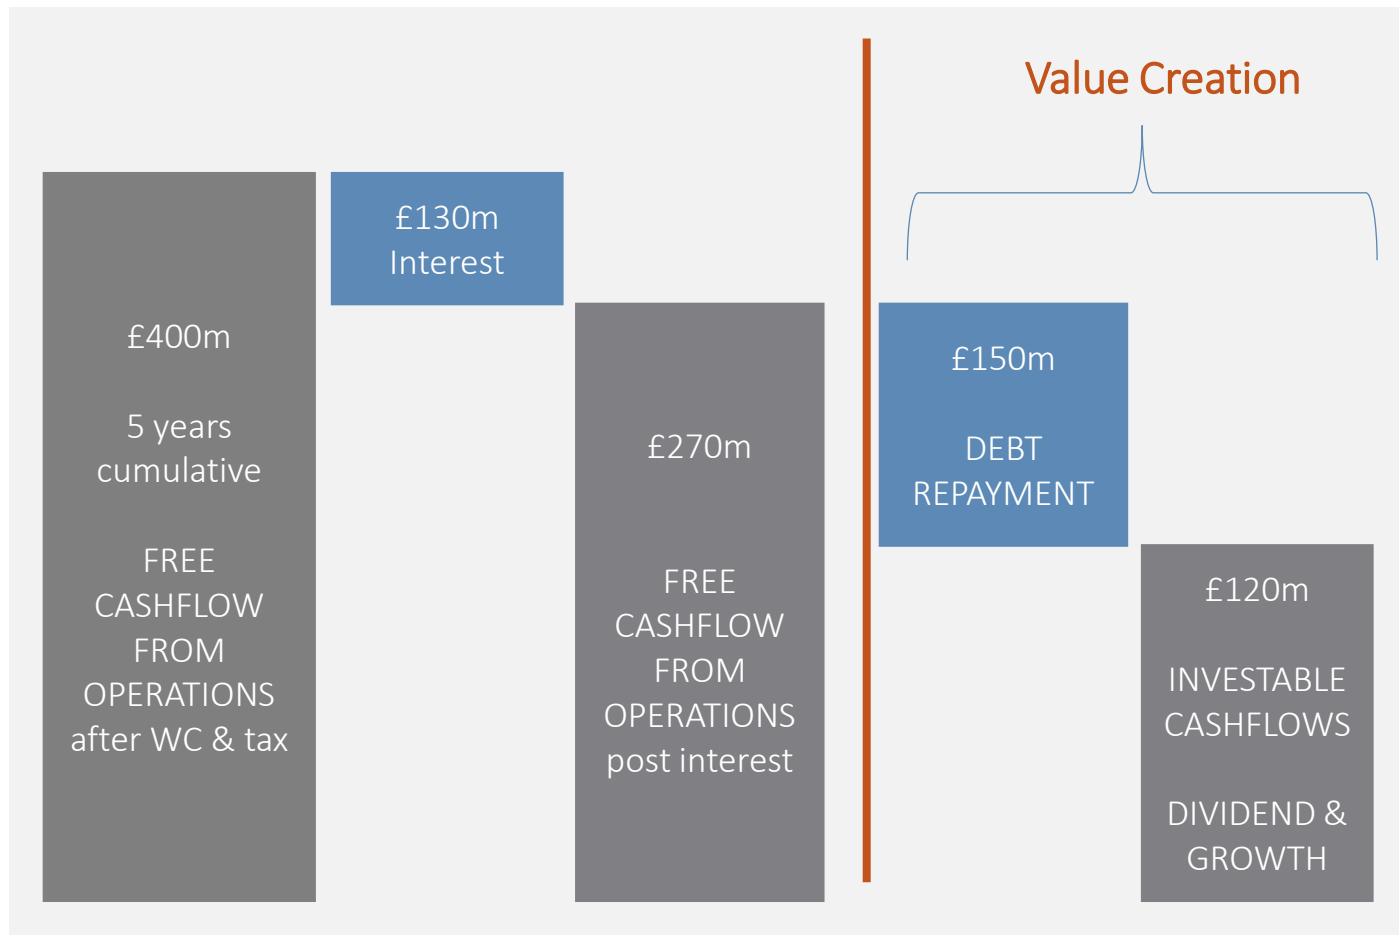 Value Creation
£400m
5 years
cumulative
FREE
CASHFLOW
FROM
OPERATIONS
after WC & tax
£130m
Interest
£270m
FREE
CASHFLOW
FROM
OPERATIONS
post interest
£150m
DEBT
REPAYMENT
£120m
INVESTABLE
CASHFLOWS
DIVIDEND &
GROWTH